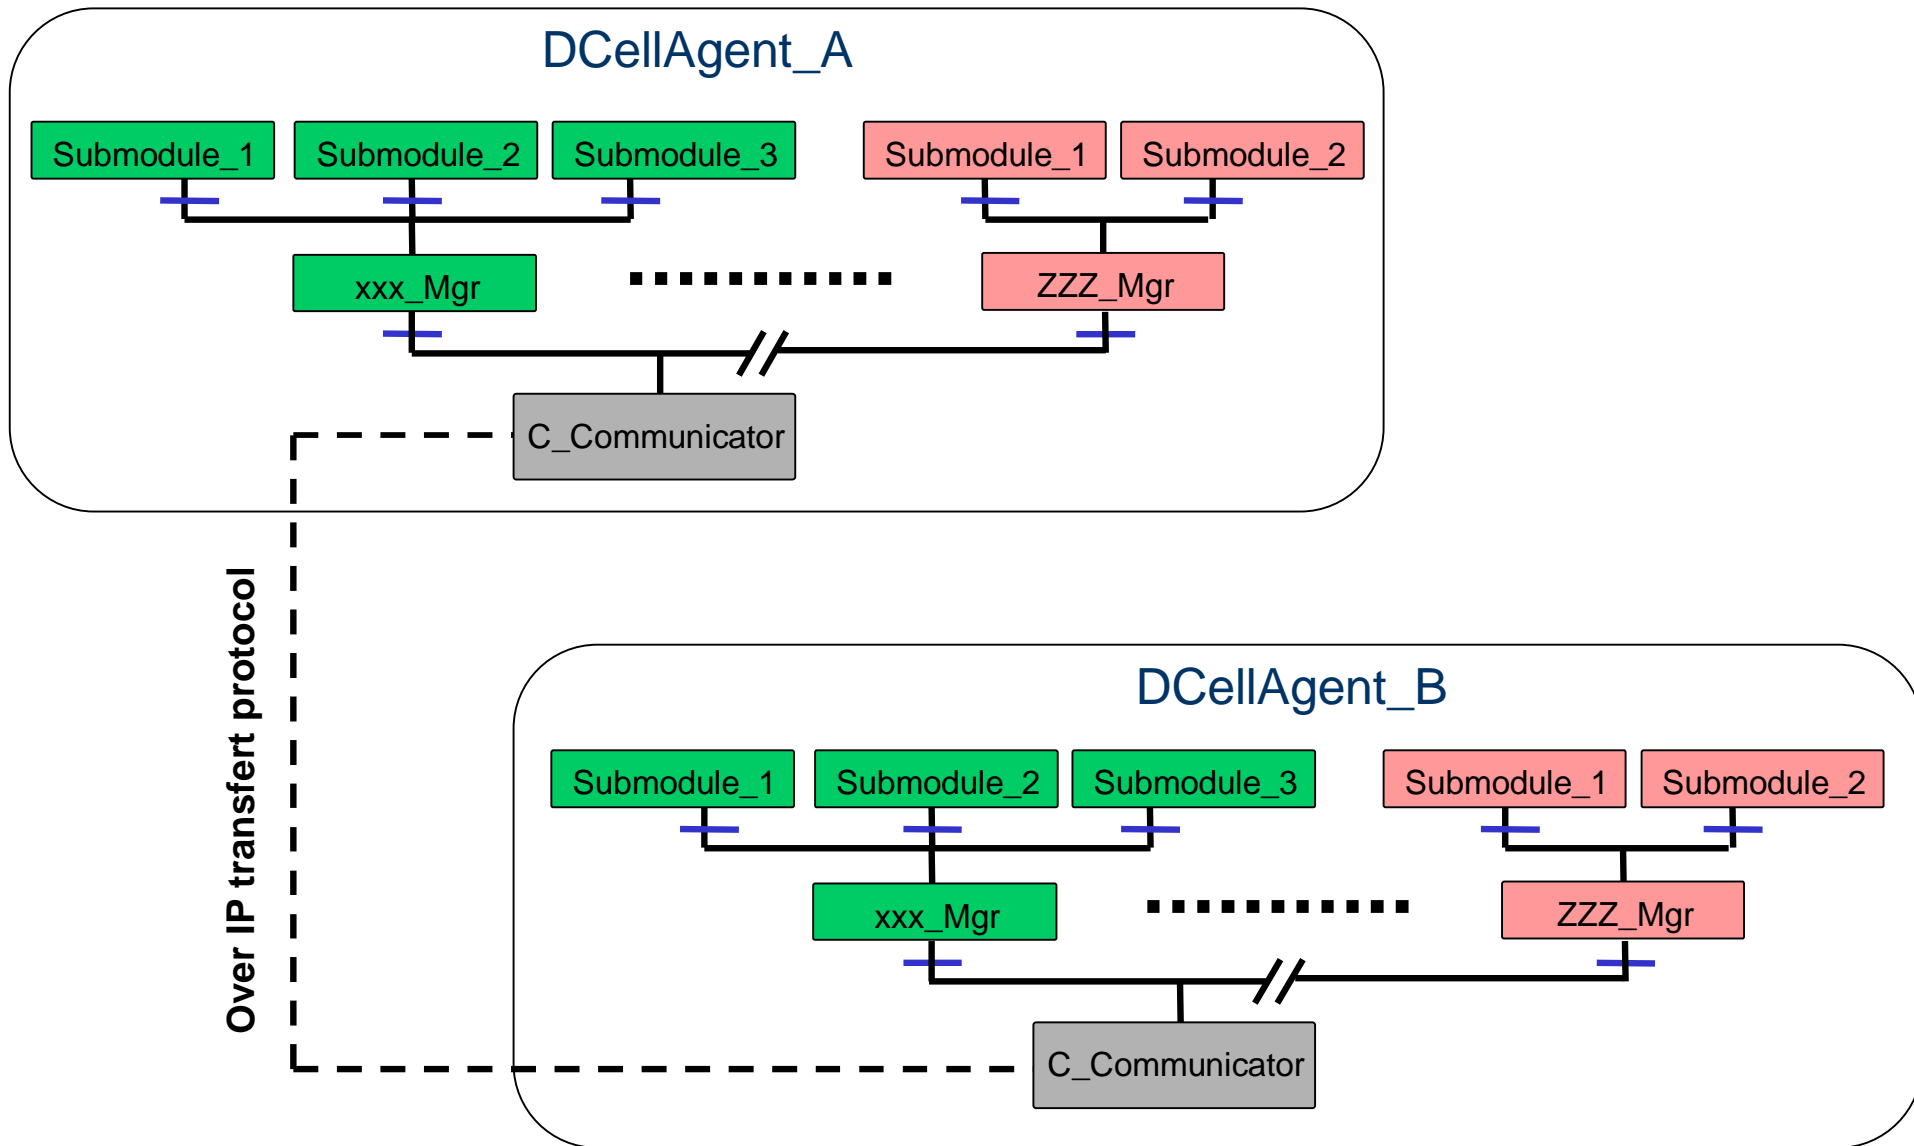 DCellAgent_A
Submodule_1
Submodule_2
Submodule_3
Submodule_1
Submodule_2
xxx_Mgr
ZZZ_Mgr
C_Communicator
Over IP transfert protocol
DCellAgent_B
Submodule_1
Submodule_2
Submodule_3
Submodule_1
Submodule_2
xxx_Mgr
ZZZ_Mgr
C_Communicator